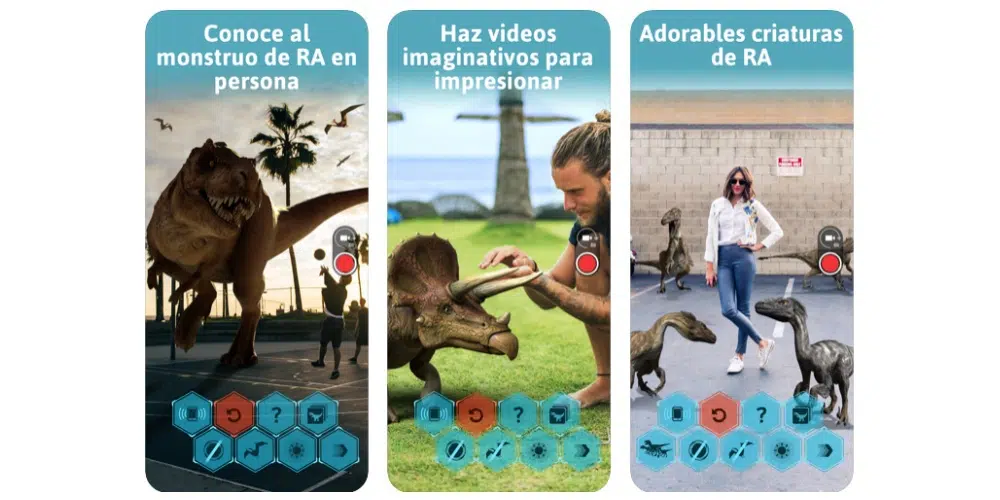 Conoce al
monstruo de RA en
persona
Haz videos
imaginativos para
impresionar
Adorables criaturas
de RA
?
?
?